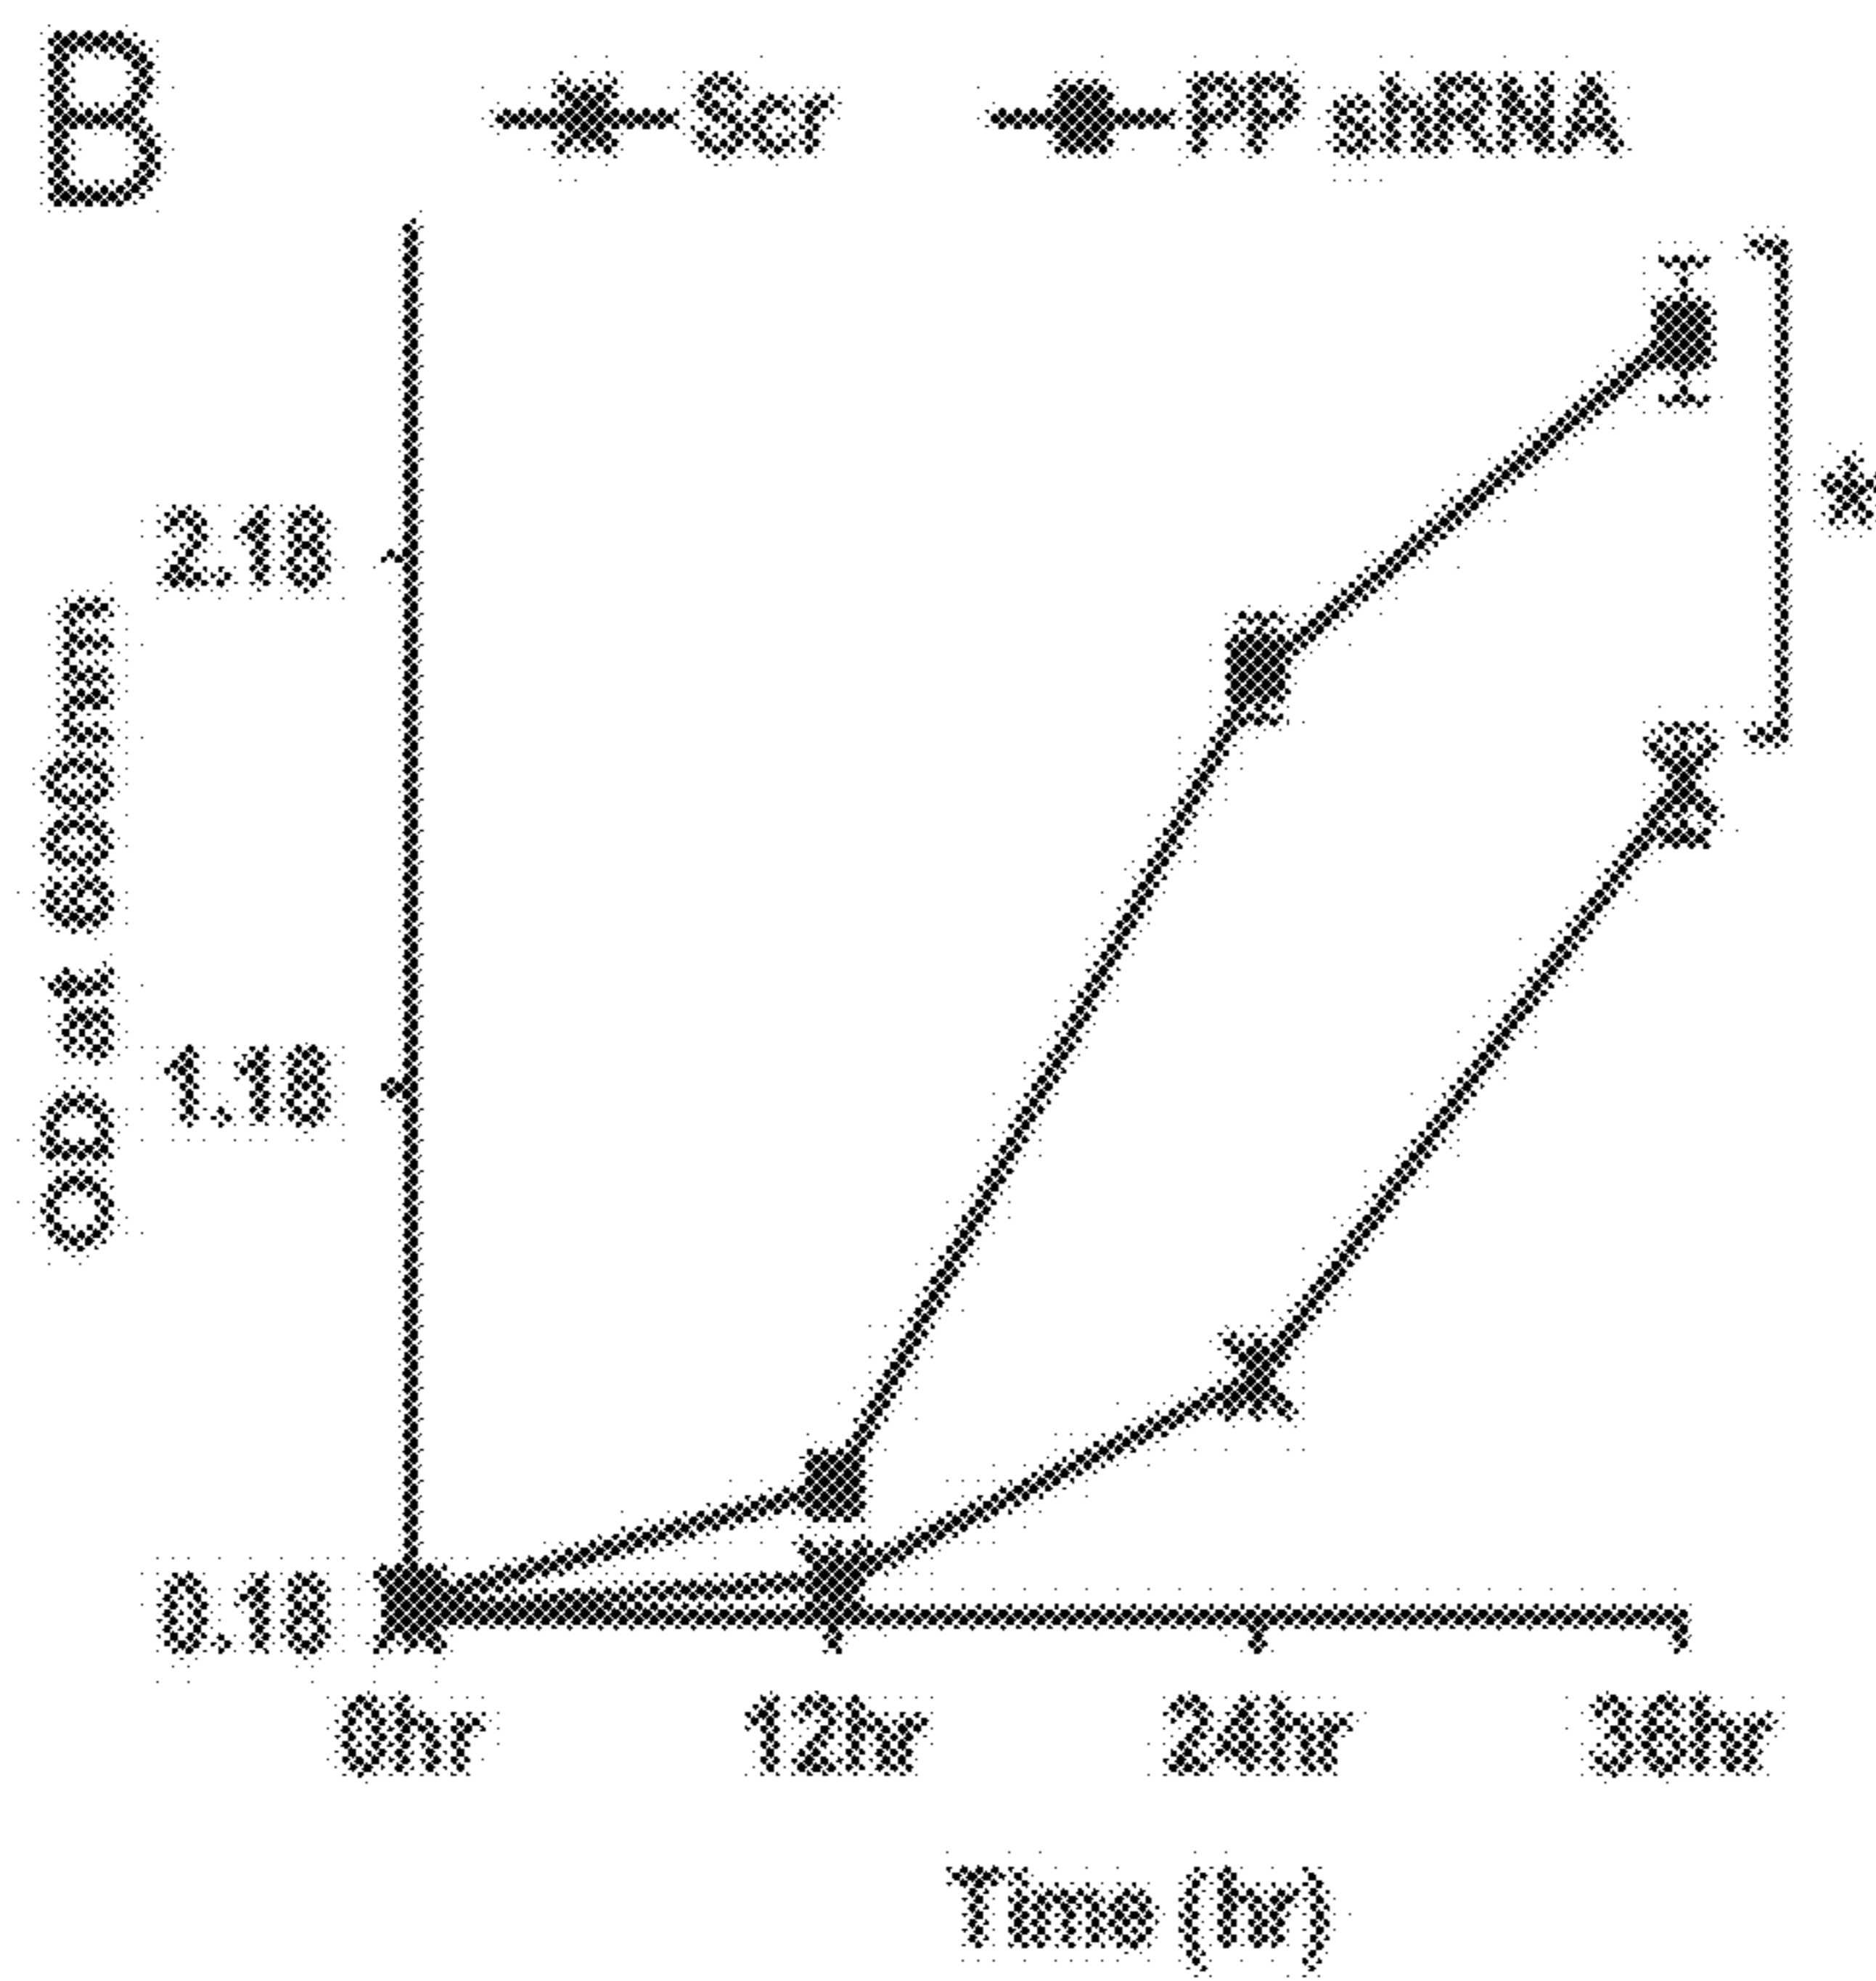 B
Scr PP shRNA
*
2.18
OD at 600nm
1.18
0.18
0hr 12hr 24hr 36hr
Time (hr)